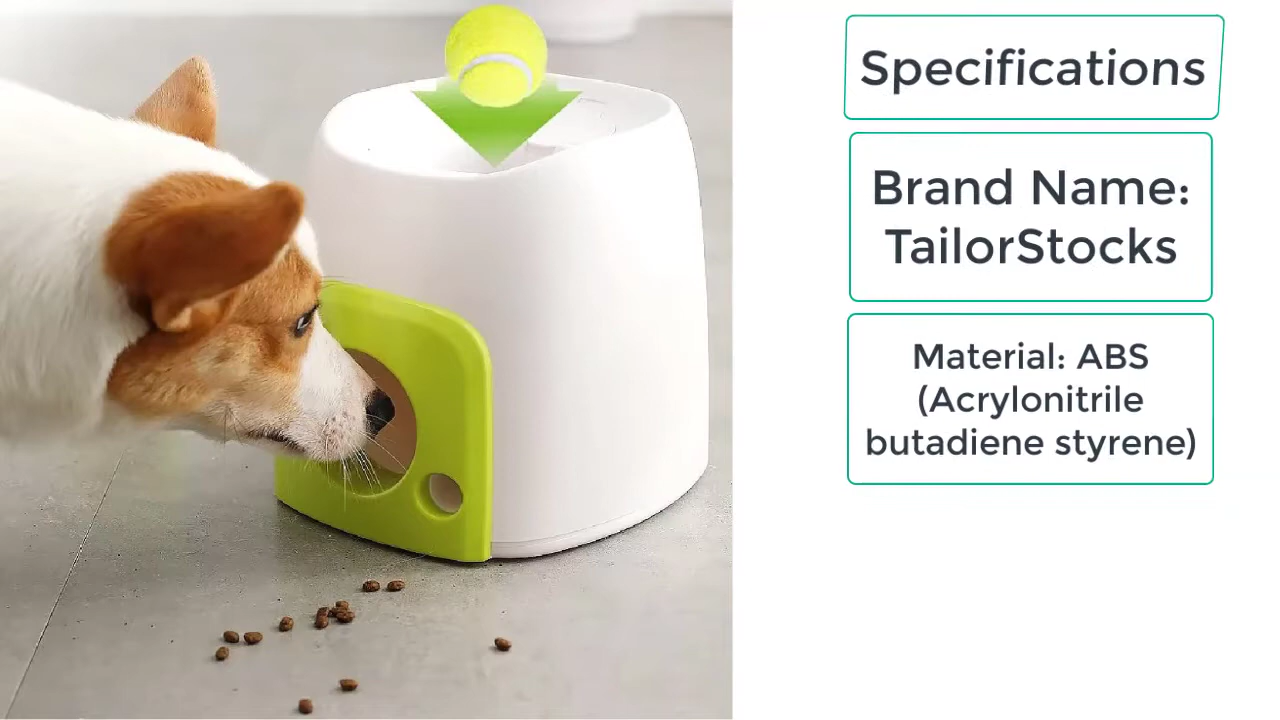 Specifications
Brand Name:
TailorStocks
Material: ABS
(Acrylonitrile
butadiene styrene)